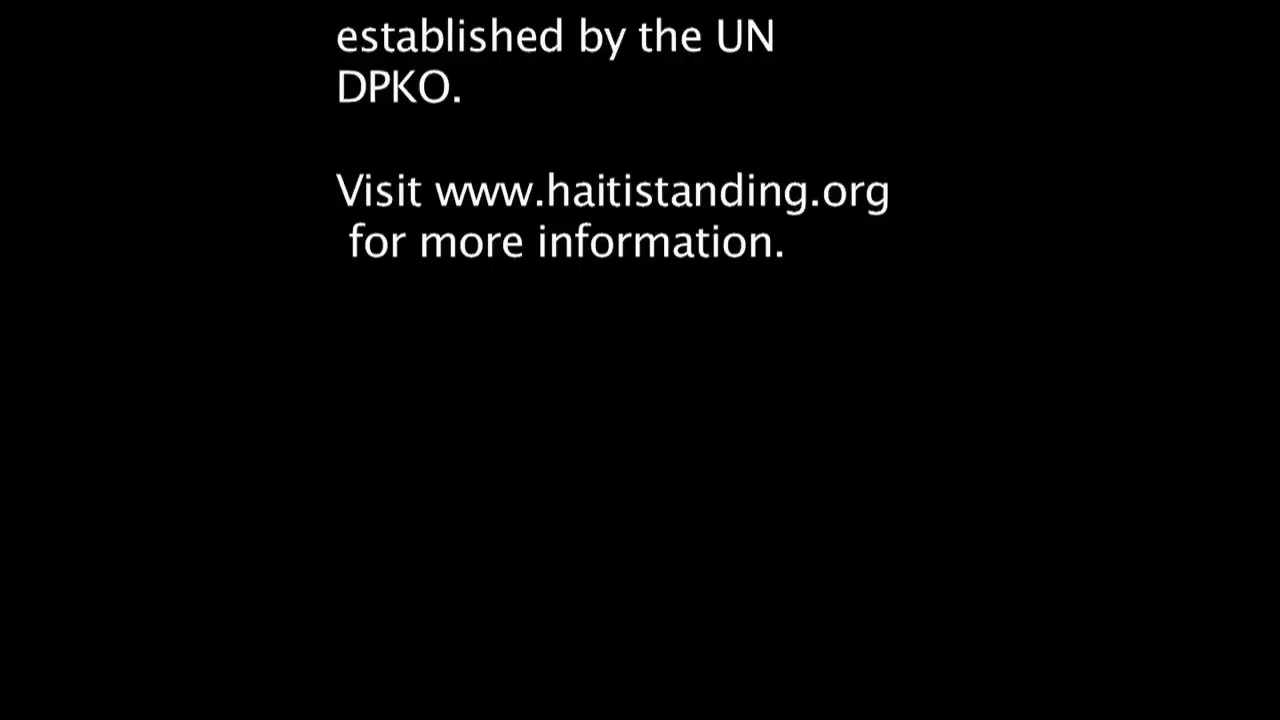 established by the UN
DPKO.
Visit www.haitistanding.org
for more information.